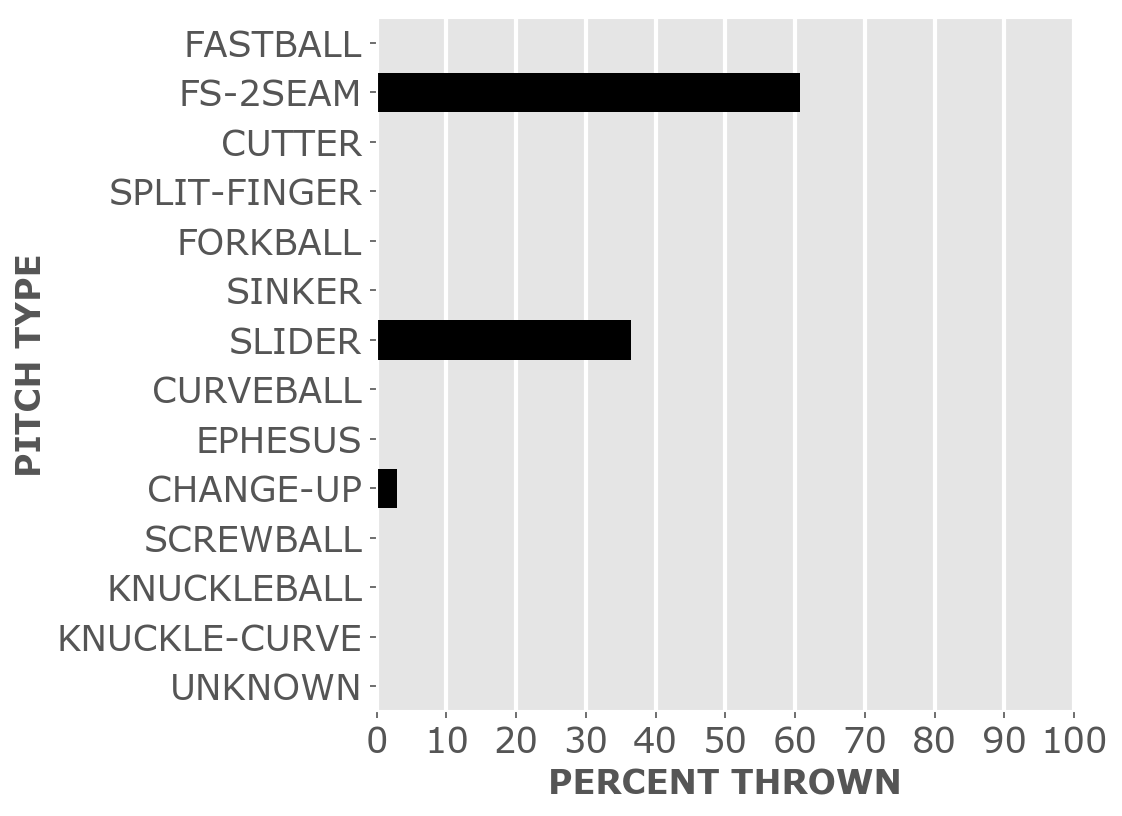 FASTBALL
FS-2SEAM
CUTTER
SPLIT-FINGER
FORKBALL
SINKER
SLIDER
CURVEBALL
EPHESUS
CHANGE-UP
SCREWBALL
KNUCKLEBALL
KNUCKLE-CURVE
UNKNOWN
PITCH TYPE
0 10 20 30 40 50 60 70 80 90 100
PERCENT THROWN